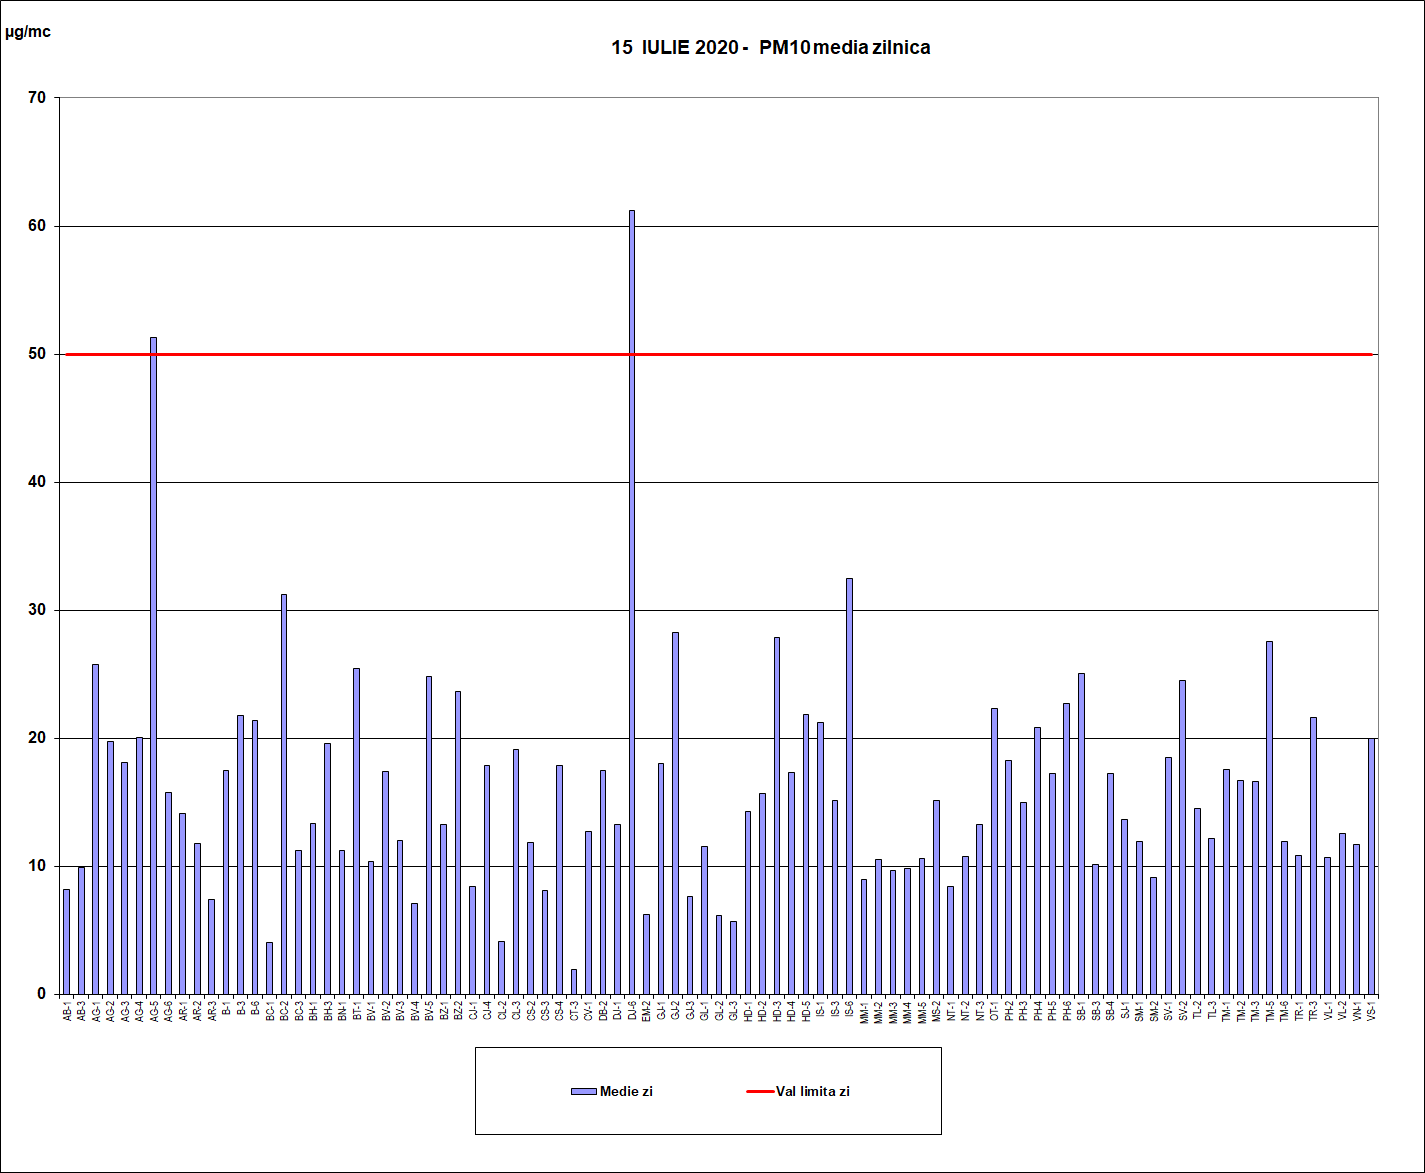 µg/mc
15 IULIE 2020 - PM10 media zilnica
70
60
50
40
30
20
10
0
AB-1 AB-3 AG-1 AG-2 AG-3 AG-4 AG-5 AG-6 AR-1 AR-2 AR-3 B-1 B-3 B-6 BC-1 BC-2 BC-3 BH-1 BH-3 BN-1 BT-1 BV-1 BV-2 BV-3 BV-4 BV-5 BZ-1 BZ-2 CJ-1 CJ-4 CL-2 CL-3 CS-2 CS-3 CS-4 CT-3 CV-1 DB-2 DJ-1 DJ-6 EM-2 GJ-1 GJ-2 GJ-3 GL-1 GL-2 GL-3 HD-1 HD-2 HD-3 HD-4 HD-5 IS-1 IS-3 IS-6 MM-1 MM-2 MM-3 MM-4 MM-5 MS-2 NT-1 NT-2 NT-3 OT-1 PH-2 PH-3 PH-4 PH-5 PH-6 SB-1 SB-3 SB-4 SJ-1 SM-1 SM-2 SV-1 SV-2 TL-2 TL-3 TM-1 TM-2 TM-3 TM-5 TM-6 TR-1 TR-3 VL-1 VL-2 VN-1 VS-1
Medie zi
Val limita zi